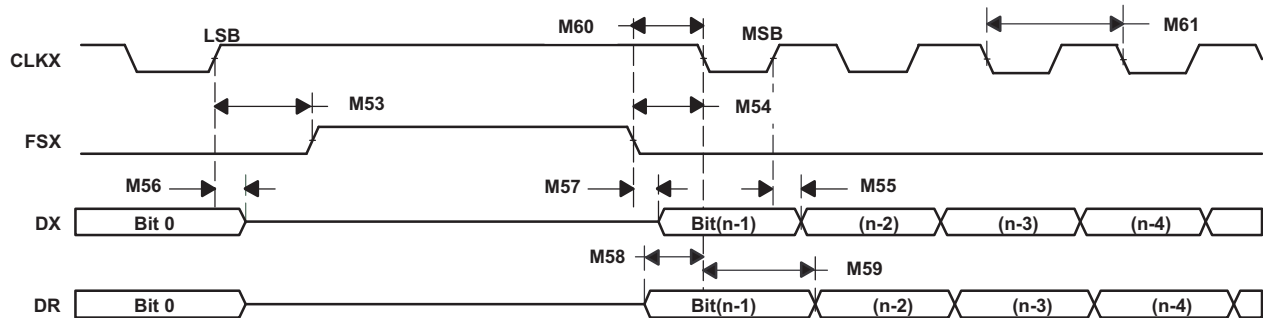 M60
M61
LSB
MSB
CLKX
M53
M54
FSX
M56
M57
M55
DX
Bit 0
Bit(n-1)
(n-2)
(n-3)
(n-4)
M58
M59
DR
Bit 0
Bit(n-1)
(n-2)
(n-3)
(n-4)